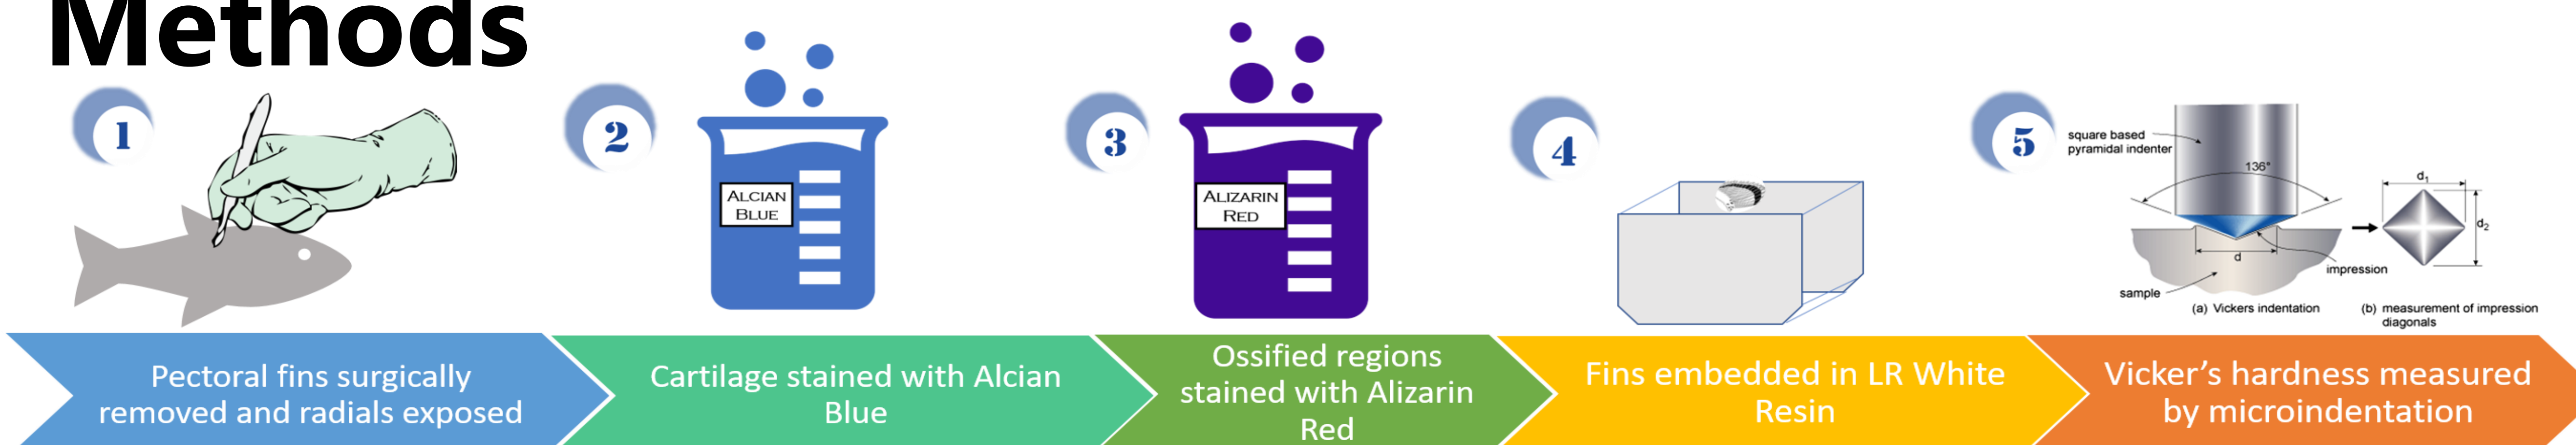 Methods
1
2
3
4
5
ALCIAN
BLUE
ALIZARIN
RED
square based
pyramidal indenter
136°
d₁
d₂
d
impression
sample
(a) Vickers indentation
(b) measurement of impression
diagonals
Pectoral fins surgically
removed and radials exposed
Cartilage stained with Alcian
Blue
Ossified regions
stained with Alizarin
Red
Fins embedded in LR White
Resin
Vicker’s hardness measured
by microindentation